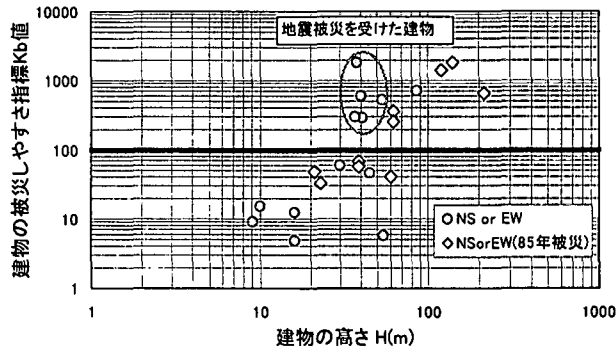 建物の被災しやすさ指標Kb値
10000
1000
100
10
1
地震被災を受けた建物
○ NS or EW
◇ NSorEW(85年被災)
1
10
100
1000
建物の高さ H(m)